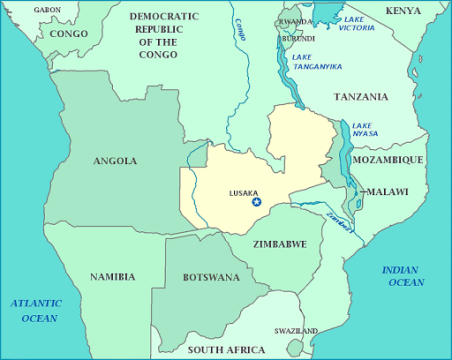 GABON
CONGO
DEMOCRATIC
REPUBLIC
OF THE
CONGO
Congo
RWANDA
BURUNDI
LAKE
VICTORIA
KENYA
LAKE
TANGANYIKA
TANZANIA
LAKE
NYASA
ANGOLA
MOZAMBIQUE
MALAWI
LUSAKA
Zambezi
ZIMBABWE
NAMIBIA
BOTSWANA
INDIAN
OCEAN
ATLANTIC
OCEAN
SWAZILAND
SOUTH AFRICA